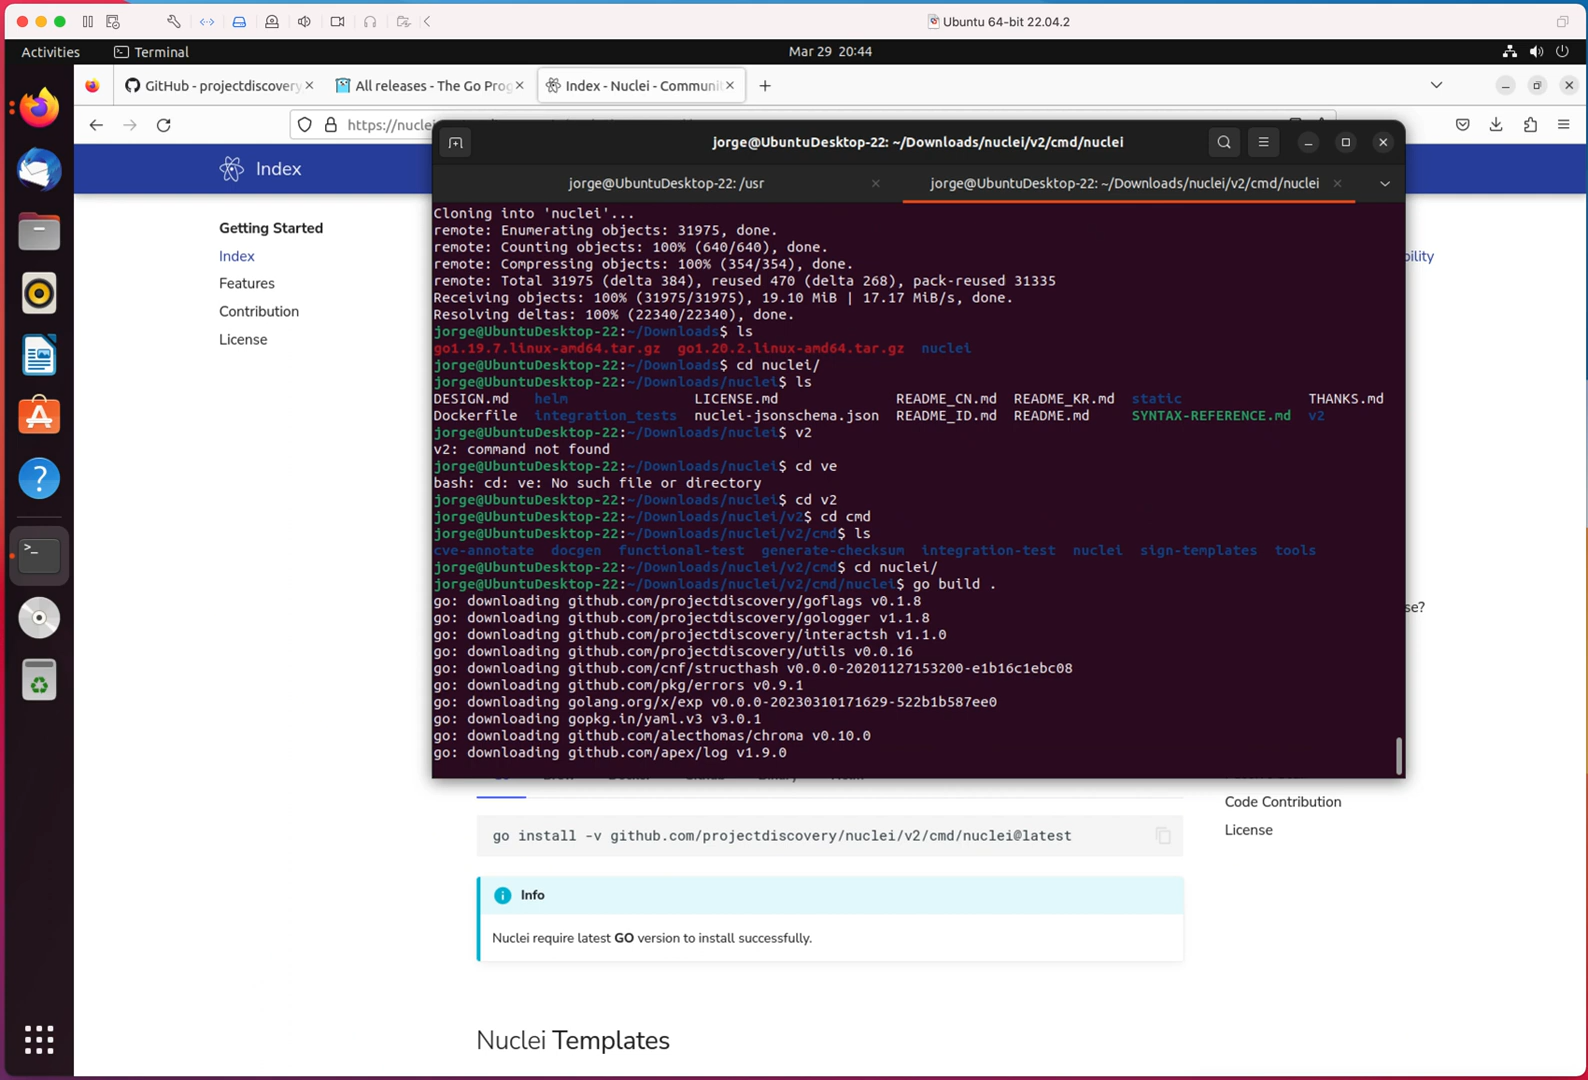 Ubuntu 64-bit 22.04.2
Activities
Terminal
Mar 29 20:44
GitHub - projectdiscovery
All releases - The Go Prog
Index - Nuclei - Communit
https://nucle
jorge@UbuntuDesktop-22: ~/Downloads/nuclei/v2/cmd/nuclei
jorge@UbuntuDesktop-22: /usr
jorge@UbuntuDesktop-22: ~/Downloads/nuclei/v2/cmd/nuclei
Index
Getting Started
Index
Features
Contribution
License
Cloning into 'nuclei'...
remote: Enumerating objects: 31975, done.
remote: Counting objects: 100% (640/640), done.
remote: Compressing objects: 100% (354/354), done.
remote: Total 31975 (delta 384), reused 470 (delta 268), pack-reused 31335
Receiving objects: 100% (31975/31975), 19.10 MiB | 17.17 MiB/s, done.
Resolving deltas: 100% (22340/22340), done.
jorge@UbuntuDesktop-22:~/Downloads$ ls
go1.19.7.linux-amd64.tar.gz go1.20.2.linux-amd64.tar.gz nuclei
jorge@UbuntuDesktop-22:~/Downloads$ cd nuclei/
jorge@UbuntuDesktop-22:~/Downloads/nuclei$ ls
DESIGN.md helm LICENSE.md README_CN.md README_KR.md static THANKS.md
Dockerfile integration_tests nuclei-jsonschema.json README_ID.md README.md SYNTAX-REFERENCE.md v2
jorge@UbuntuDesktop-22:~/Downloads/nuclei$ v2
v2: command not found
jorge@UbuntuDesktop-22:~/Downloads/nuclei$ cd ve
bash: cd: ve: No such file or directory
jorge@UbuntuDesktop-22:~/Downloads/nuclei$ cd v2
jorge@UbuntuDesktop-22:~/Downloads/nuclei/v2$ cd cmd
jorge@UbuntuDesktop-22:~/Downloads/nuclei/v2/cmd$ ls
cve-annotate docgen functional-test generate-checksum integration-test nuclei sign-templates tools
jorge@UbuntuDesktop-22:~/Downloads/nuclei/v2/cmd$ cd nuclei/
jorge@UbuntuDesktop-22:~/Downloads/nuclei/v2/cmd/nuclei$ go build .
go: downloading github.com/projectdiscovery/goflags v0.1.8
go: downloading github.com/projectdiscovery/gologger v1.1.8
go: downloading github.com/projectdiscovery/interactsh v1.1.0
go: downloading github.com/projectdiscovery/utils v0.0.16
go: downloading github.com/cnf/structhash v0.0.0-20201127153200-e1b16c1ebc08
go: downloading github.com/pkg/errors v0.9.1
go: downloading golang.org/x/exp v0.0.0-20230310171629-522b1b587ee0
go: downloading gopkg.in/yaml.v3 v3.0.1
go: downloading github.com/alecthomas/chroma v0.10.0
go: downloading github.com/apex/log v1.9.0
bility
se?
Code Contribution
License
go install -v github.com/projectdiscovery/nuclei/v2/cmd/nuclei@latest
Info
Nuclei require latest GO version to install successfully.
Nuclei Templates